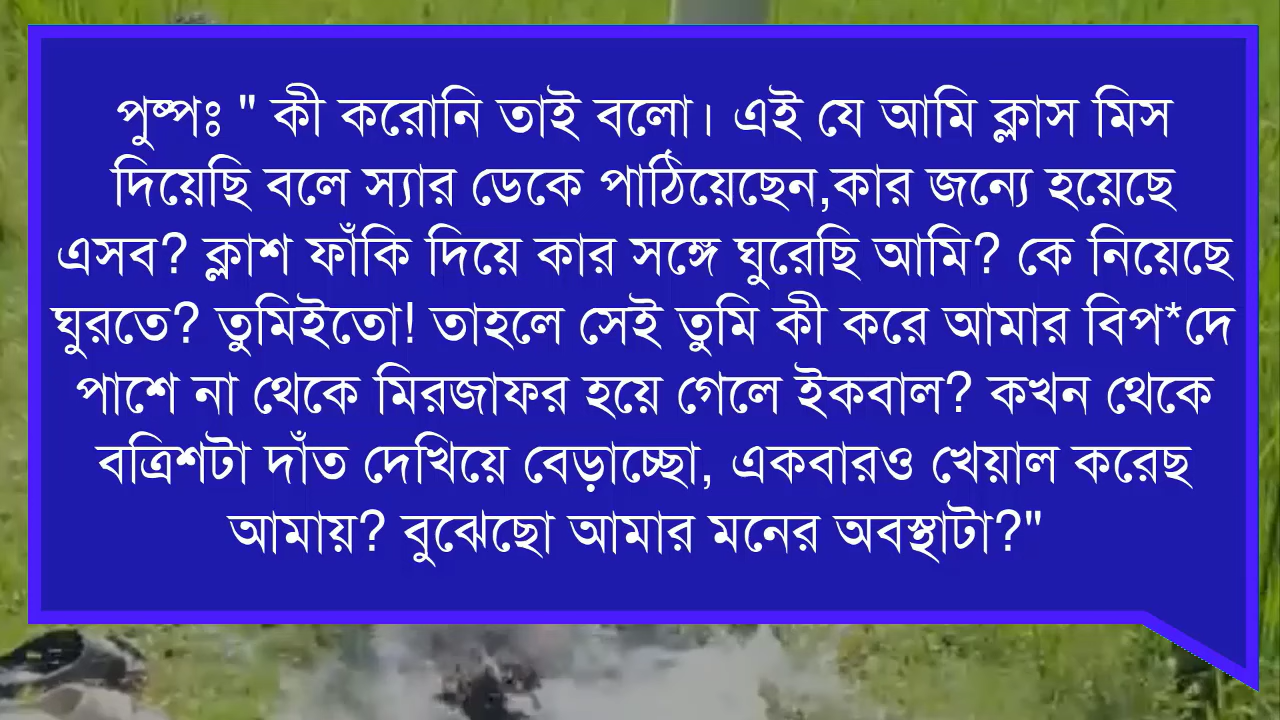 পুষ্পঃ " কী করোনি তাই বলো। এই যে আমি ক্লাস মিস
দিয়েছি বলে স্যার ডেকে পাঠিয়েছেন,কার জন্যে হয়েছে
এসব? ক্লাশ ফাঁকি দিয়ে কার সঙ্গে ঘুরেছি আমি? কে নিয়েছে
ঘুরতে? তুমিইতো! তাহলে সেই তুমি কী করে আমার বিপ*দে
পাশে না থেকে মিরজাফর হয়ে গেলে ইকবাল? কখন থেকে
বত্রিশটা দাঁত দেখিয়ে বেড়াচ্ছো, একবারও খেয়াল করেছ
আমায়? বুঝেছো আমার মনের অবস্থাটা?"